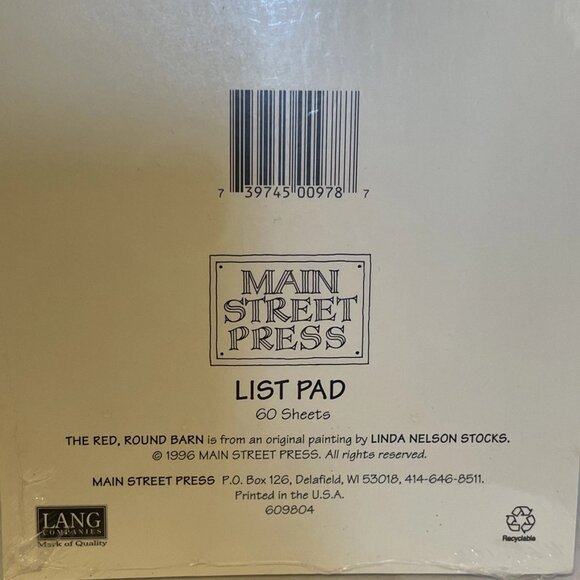 7 39745 00978 7
MAIN
STREET
PRESS
LIST PAD
60 Sheets
THE RED, ROUND BARN is from an original painting by LINDA NELSON STOCKS.
© 1996 MAIN STREET PRESS. All rights reserved.
MAIN STREET PRESS P.O. Box 126, Delafield, WI 53018, 414-646-8511.
Printed in the U.S.A.
609804
LANG
COMPANIES
Mark of Quality
Recyclable